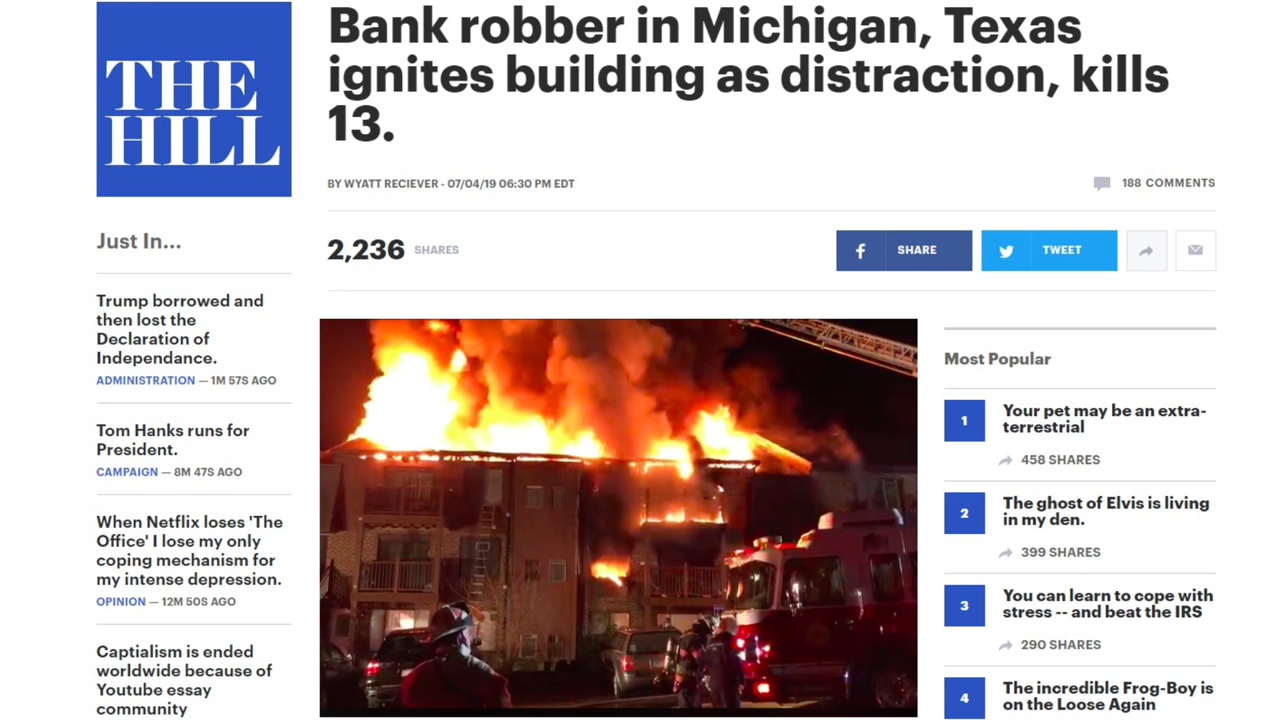 THE
HILL
Bank robber in Michigan, Texas
ignites building as distraction, kills
13.
BY WYATT RECIEVER - 07/04/19 06:30 PM EDT
188 COMMENTS
2,236 SHARES
SHARE
TWEET
Just In...
Trump borrowed and
then lost the
Declaration of
Independance.
ADMINISTRATION — 1M 57S AGO
Tom Hanks runs for
President.
CAMPAIGN — 8M 47S AGO
When Netflix loses 'The
Office' I lose my only
coping mechanism for
my intense depression.
OPINION — 12M 50S AGO
Captialism is ended
worldwide because of
Youtube essay
community
Most Popular
1
Your pet may be an extra-
terrestrial
458 SHARES
2
The ghost of Elvis is living
in my den.
399 SHARES
3
You can learn to cope with
stress -- and beat the IRS
290 SHARES
4
The incredible Frog-Boy is
on the Loose Again